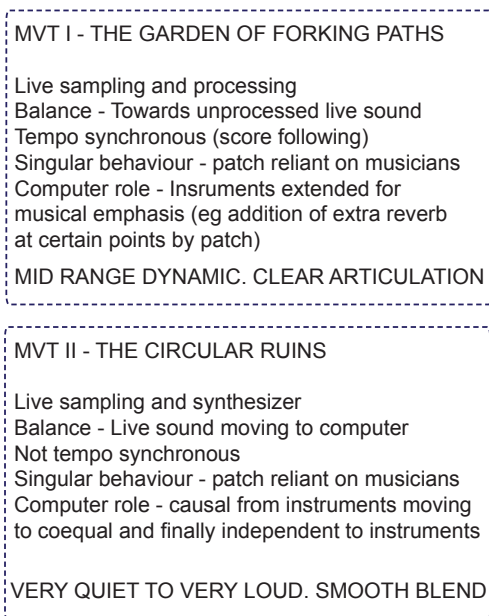 MVT I - THE GARDEN OF FORKING PATHS
Live sampling and processing
Balance - Towards unprocessed live sound
Tempo synchronous (score following)
Singular behaviour - patch reliant on musicians
Computer role - Insruments extended for
musical emphasis (eg addition of extra reverb
at certain points by patch)
MID RANGE DYNAMIC. CLEAR ARTICULATION
MVT II - THE CIRCULAR RUINS
Live sampling and synthesizer
Balance - Live sound moving to computer
Not tempo synchronous
Singular behaviour - patch reliant on musicians
Computer role - causal from instruments moving
to coequal and finally independent to instruments
VERY QUIET TO VERY LOUD. SMOOTH BLEND